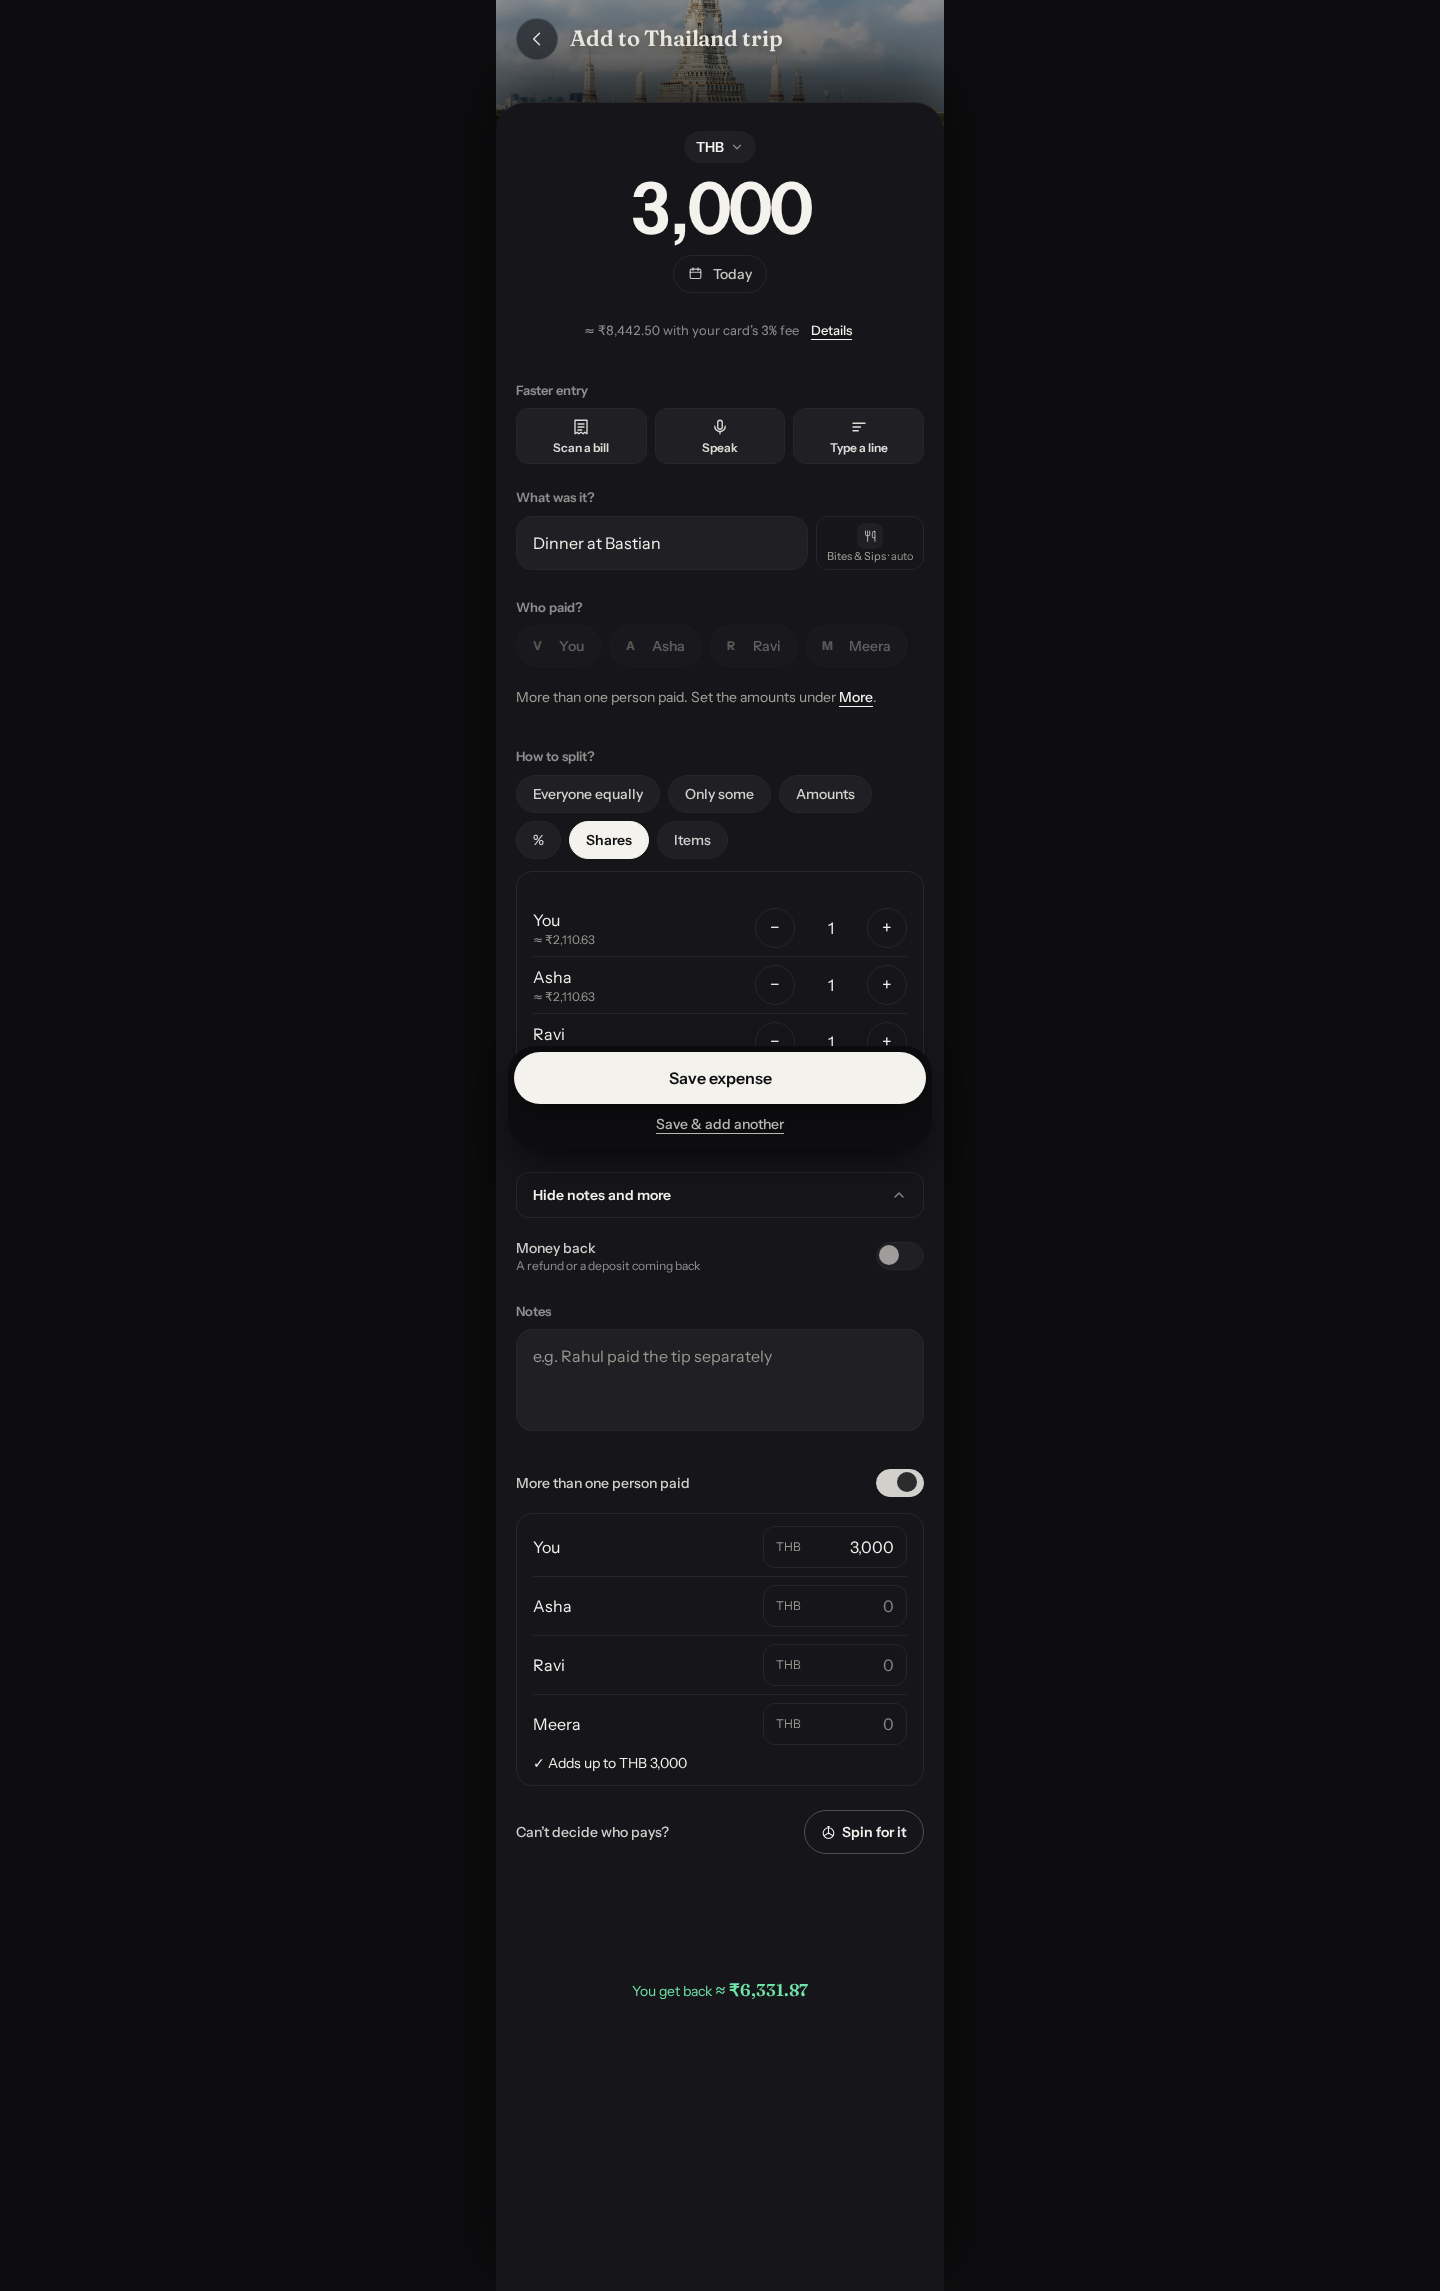 Add to Thailand trip
THB
3,000
Today
≈ ₹8,442.50 with your card's 3% fee Details
Faster entry
Scan a bill Speak Type a line
What was it?
Dinner at Bastian
Bites & Sips · auto
Who paid?
V You A Asha R Ravi M Meera
More than one person paid. Set the amounts under More.
How to split?
Everyone equally Only some Amounts
% Shares Items
You
− 1 +
≈ ₹2,110.63
Asha
− 1 +
≈ ₹2,110.63
Ravi
− 1 +
Save expense
Save & add another
Hide notes and more
Money back
A refund or a deposit coming back
Notes
e.g. Rahul paid the tip separately
More than one person paid
You THB 3,000
Asha THB 0
Ravi THB 0
Meera THB 0
✓ Adds up to THB 3,000
Can't decide who pays? Spin for it
You get back ≈ ₹6,331.87